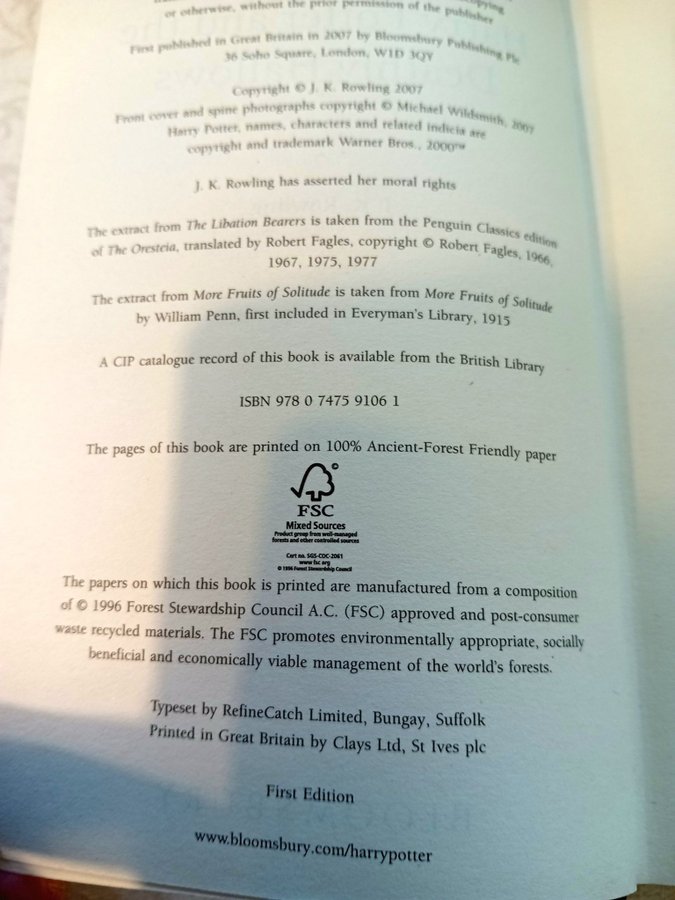 or otherwise, without the prior permission of the publisher
First published in Great Britain in 2007 by Bloomsbury Publishing Plc
36 Soho Square, London, W1D 3QY
Copyright © J. K. Rowling 2007
Front cover and spine photographs copyright © Michael Wildsmith, 2007
Harry Potter, names, characters and related indicia are
copyright and trademark Warner Bros., 2000™
J. K. Rowling has asserted her moral rights
The extract from The Libation Bearers is taken from the Penguin Classics edition
of The Oresteia, translated by Robert Fagles, copyright © Robert Fagles, 1966,
1967, 1975, 1977
The extract from More Fruits of Solitude is taken from More Fruits of Solitude
by William Penn, first included in Everyman's Library, 1915
A CIP catalogue record of this book is available from the British Library
ISBN 978 0 7475 9106 1
The pages of this book are printed on 100% Ancient-Forest Friendly paper
©
FSC
Mixed Sources
Product group from well-managed
forests and other controlled sources
Cert no. SGS-COC-2061
www.fsc.org
© 1996 Forest Stewardship Council
The papers on which this book is printed are manufactured from a composition
of © 1996 Forest Stewardship Council A.C. (FSC) approved and post-consumer
waste recycled materials. The FSC promotes environmentally appropriate, socially
beneficial and economically viable management of the world's forests.
Typeset by RefineCatch Limited, Bungay, Suffolk
Printed in Great Britain by Clays Ltd, St Ives plc
First Edition
www.bloomsbury.com/harrypotter